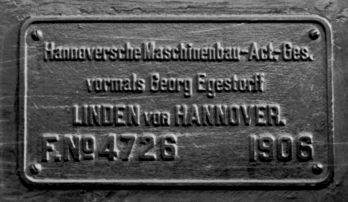 Hannoversche Maschinenbau-Act.-Ges.
vormals Georg Egestorff
LINDEN vor HANNOVER.
F.No 4726 1906